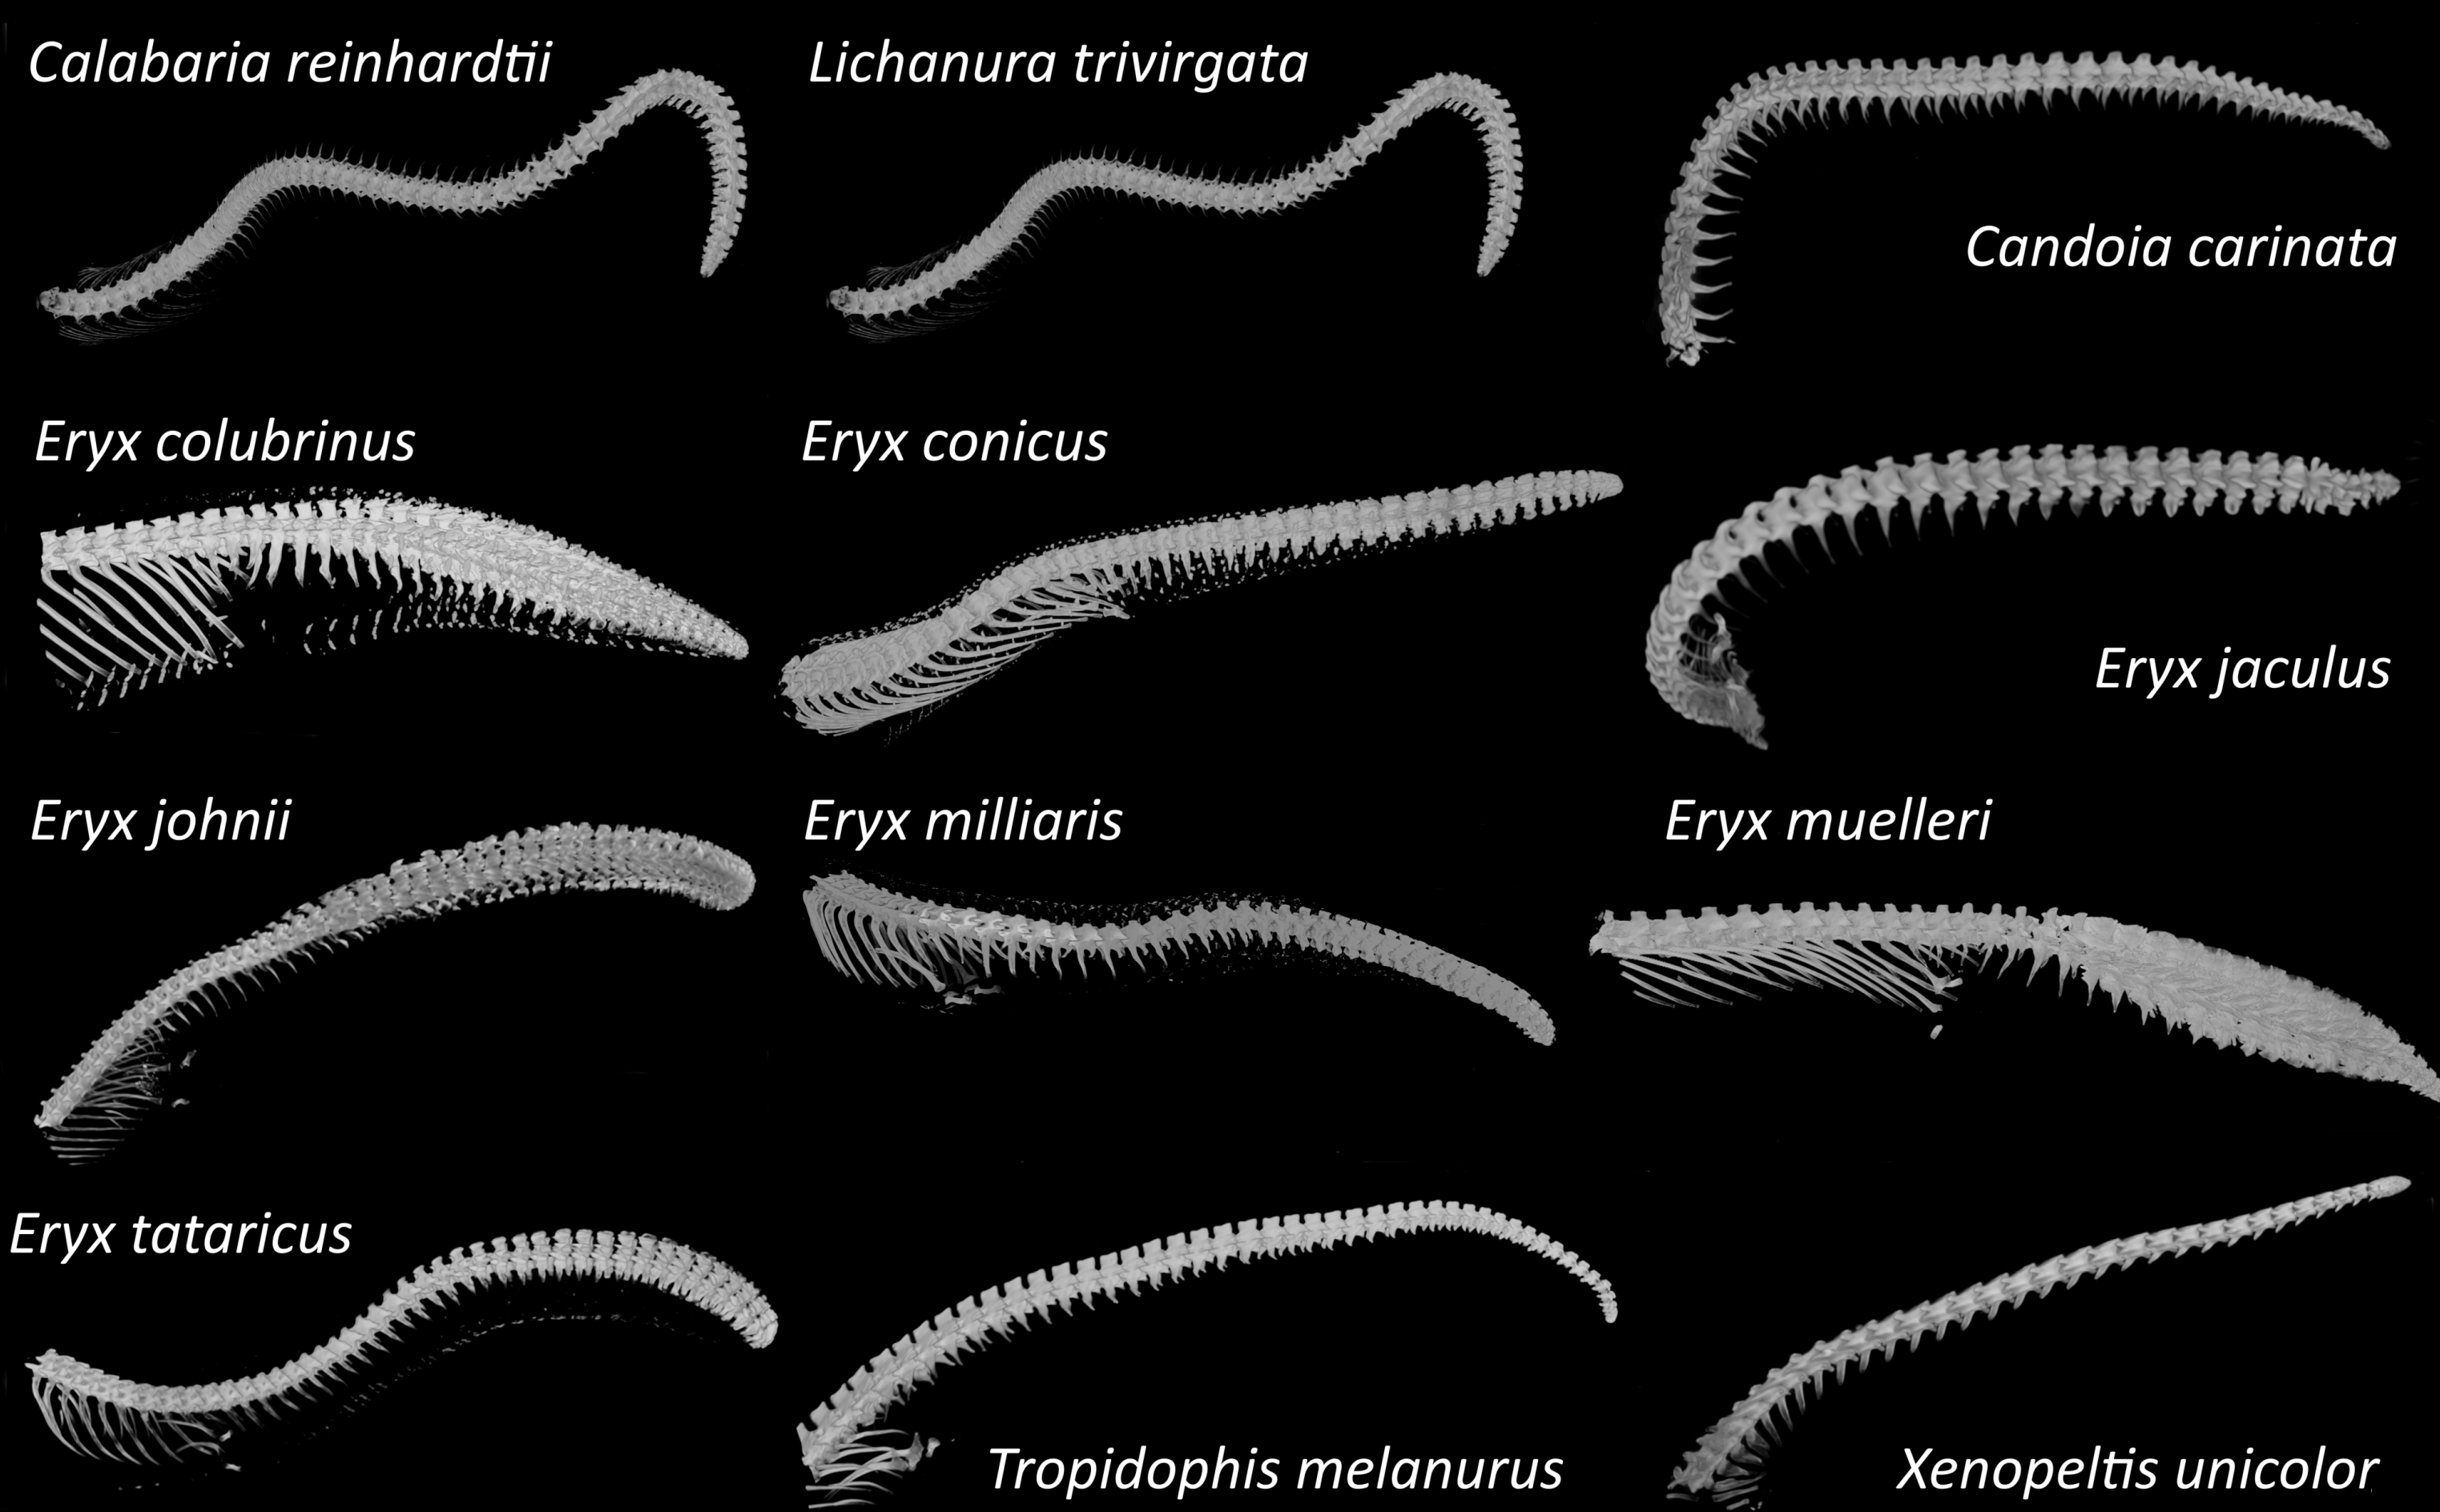 Calabaria reinhardtii
Lichanura trivirgata
Candoia carinata
Eryx colubrinus
Eryx conicus
Eryx jaculus
Eryx johnii
Eryx milliaris
Eryx muelleri
Eryx tataricus
Tropidophis melanurus
Xenopeltis unicolor